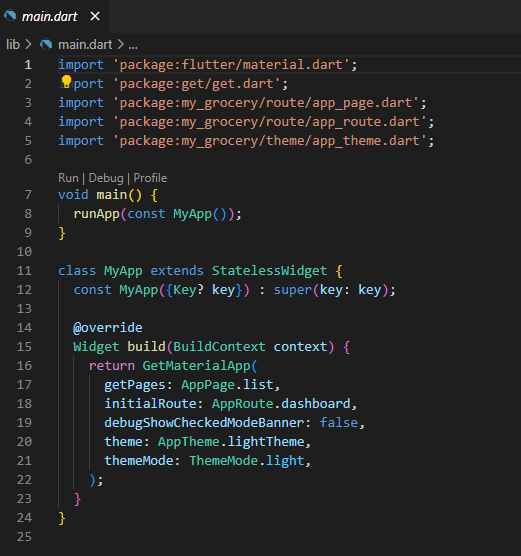 main.dart ×
lib > main.dart > ...
1 import 'package:flutter/material.dart';
2 port 'package:get/get.dart';
3 import 'package:my_grocery/route/app_page.dart';
4 import 'package:my_grocery/route/app_route.dart';
5 import 'package:my_grocery/theme/app_theme.dart';
6
Run | Debug | Profile
7 void main() {
8   runApp(const MyApp());
9 }
10
11 class MyApp extends StatelessWidget {
12   const MyApp({Key? key}) : super(key: key);
13
14   @override
15   Widget build(BuildContext context) {
16     return GetMaterialApp(
17       getPages: AppPage.list,
18       initialRoute: AppRoute.dashboard,
19       debugShowCheckedModeBanner: false,
20       theme: AppTheme.lightTheme,
21       themeMode: ThemeMode.light,
22     );
23   }
24 }
25